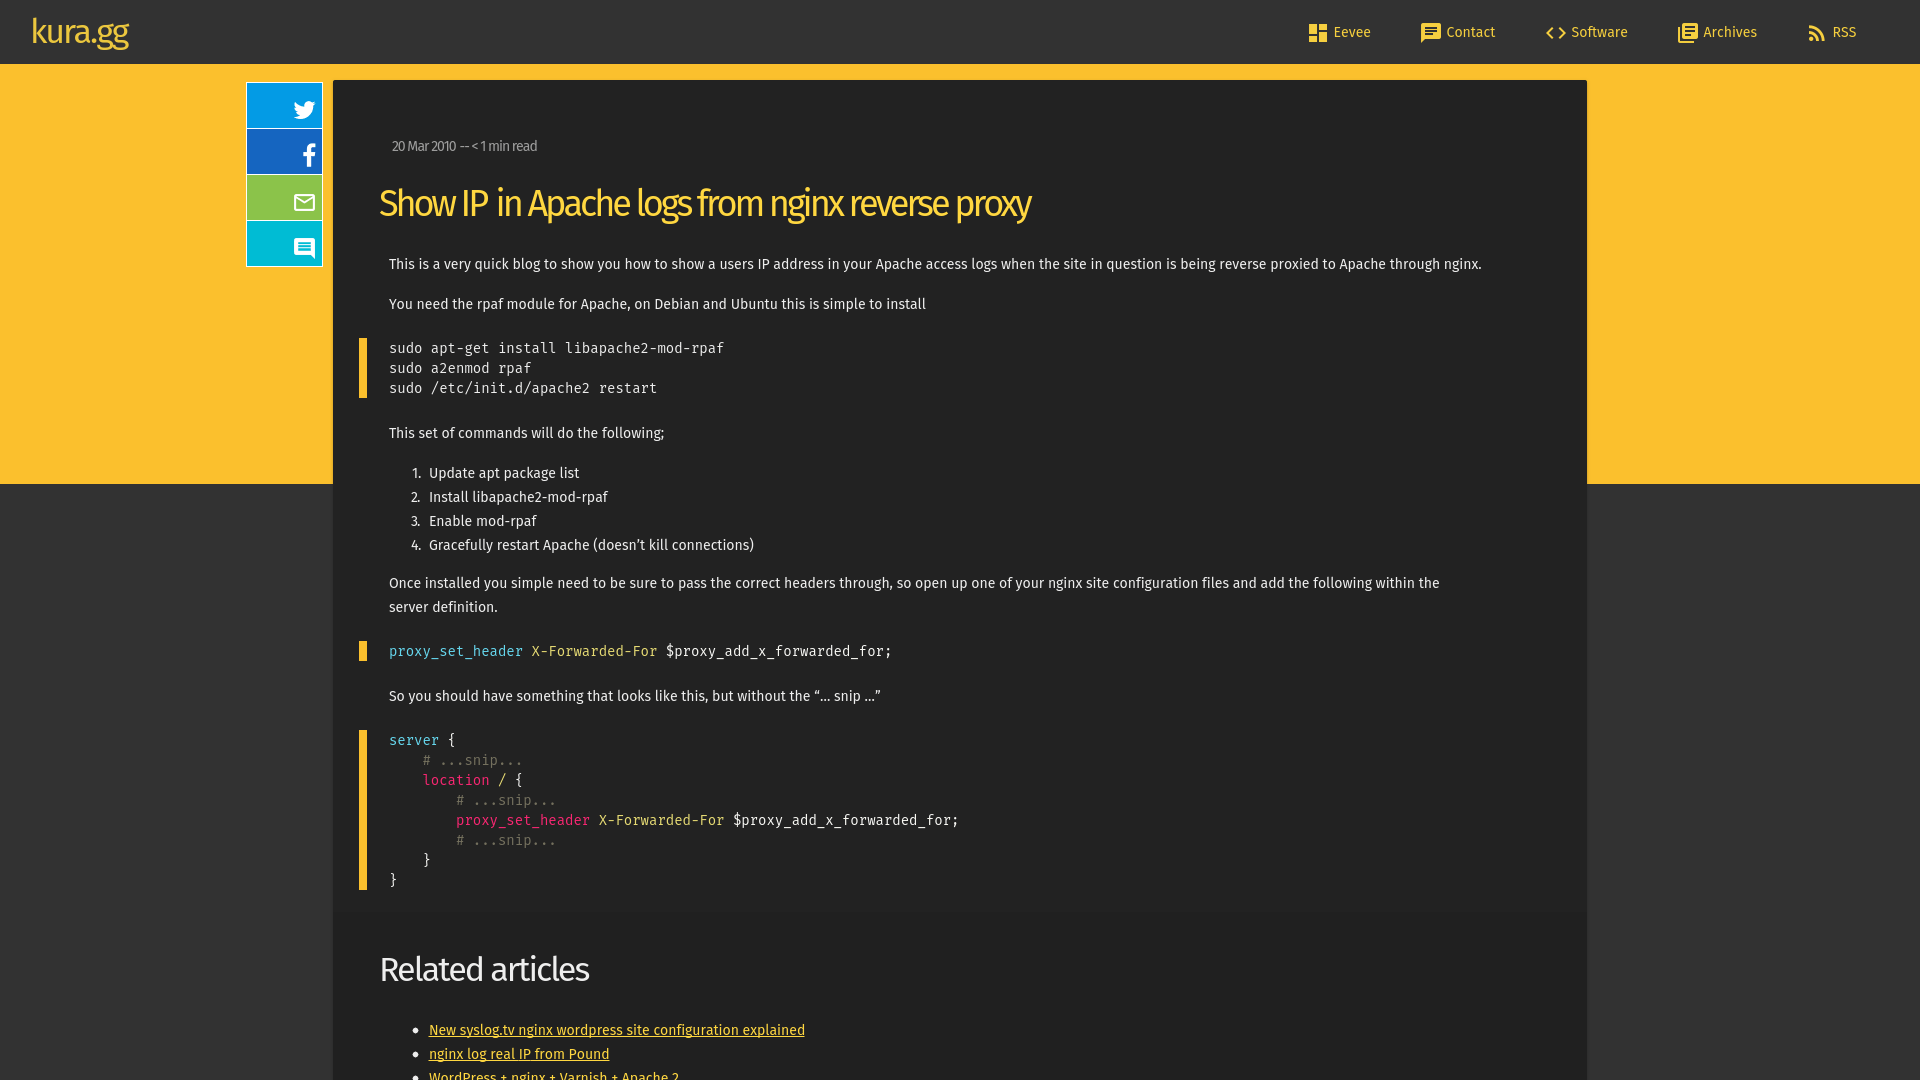 kura.gg
Eevee
Contact
Software
Archives
RSS
20 Mar 2010 -- < 1 min read
Show IP in Apache logs from nginx reverse proxy
This is a very quick blog to show you how to show a users IP address in your Apache access logs when the site in question is being reverse proxied to Apache through nginx.
You need the rpaf module for Apache, on Debian and Ubuntu this is simple to install
sudo apt-get install libapache2-mod-rpaf
sudo a2enmod rpaf
sudo /etc/init.d/apache2 restart
This set of commands will do the following;
1. Update apt package list
2. Install libapache2-mod-rpaf
3. Enable mod-rpaf
4. Gracefully restart Apache (doesn’t kill connections)
Once installed you simple need to be sure to pass the correct headers through, so open up one of your nginx site configuration files and add the following within the
server definition.
proxy_set_header X-Forwarded-For $proxy_add_x_forwarded_for;
So you should have something that looks like this, but without the “… snip …”
server {
    # ...snip...
    location / {
        # ...snip...
        proxy_set_header X-Forwarded-For $proxy_add_x_forwarded_for;
        # ...snip...
    }
}
Related articles
• New syslog.tv nginx wordpress site configuration explained
• nginx log real IP from Pound
• WordPress + nginx + Varnish + Apache 2